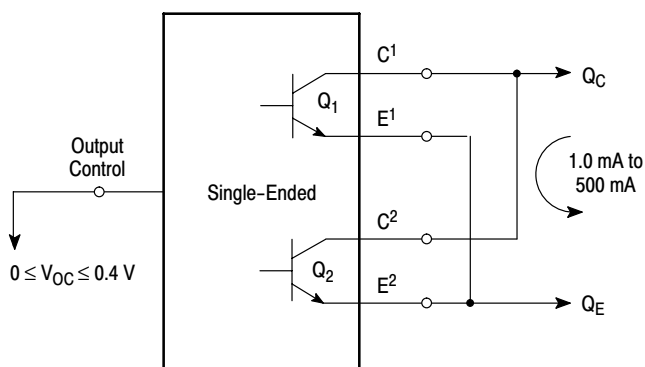 C¹
Q₁
E¹
Q_C
Output
Control
Single-Ended
1.0 mA to
500 mA
C²
Q₂
E²
0 ≤ V_OC ≤ 0.4 V
Q_E